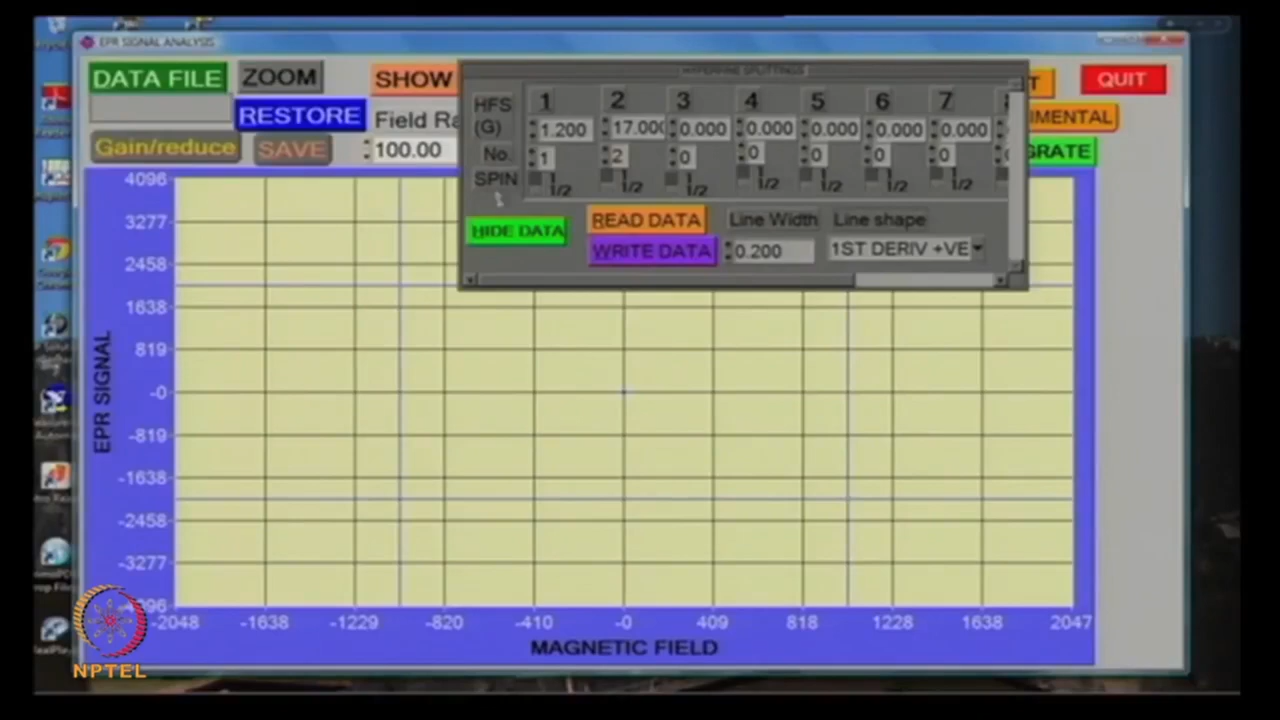 EPR SIGNAL ANALYSIS
DATA FILE ZOOM SHOW QUIT
HYPERFINE SPLITTINGS
RESTORE Field Ra IMENTAL
Gain/reduce SAVE 100.00 GRATE
HFS 1 2 3 4 5 6 7
(G) 1.200 17.000 0.000 0.000 0.000 0.000 0.000
No. 1 2 0 0 0 0 0
SPIN 1/2 1/2 1/2 1/2 1/2 1/2 1/2
HIDE DATA READ DATA Line Width Line shape
WRITE DATA 0.200 1ST DERIV +VE
4096
3277
2458
1638
819
-0
-819
-1638
-2458
-3277
-4096
EPR SIGNAL
-2048 -1638 -1229 -820 -410 -0 409 818 1228 1638 2047
MAGNETIC FIELD
NPTEL